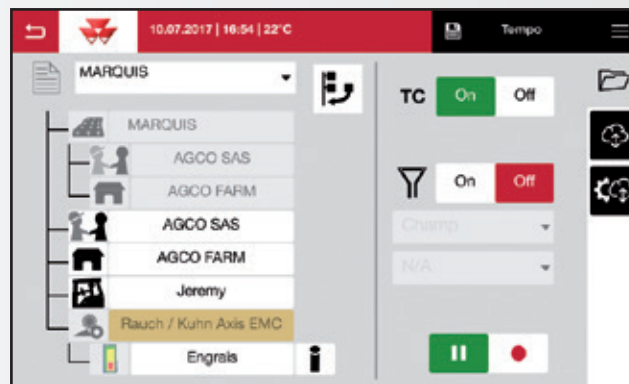 10.07.2017 | 16:54 | 22°C
Tempo
MARQUIS
TC
On
Off
MARQUIS
AGCO SAS
AGCO FARM
On
Off
AGCO SAS
Champ
AGCO FARM
N/A
Jeremy
Rauch / Kuhn Axis EMC
Engrais